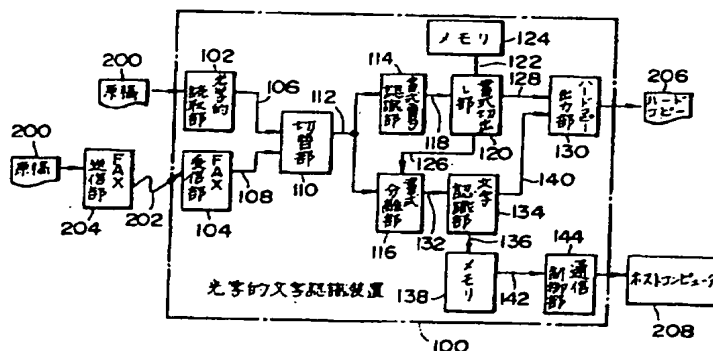 メモリ
124
200
原稿
102
光学的読取部
106
112
114
書式番号認識部
118
122
書式切出し部
120
128
ハードコピー出力部
130
206
ハードコピー
200
原稿
FAX送信部
204
202
FAX受信部
104
108
切替部
110
126
書式分離部
116
132
文字認識部
134
136
140
メモリ
138
142
144
通信制御部
ホストコンピュータ
208
光学的文字認識装置
100